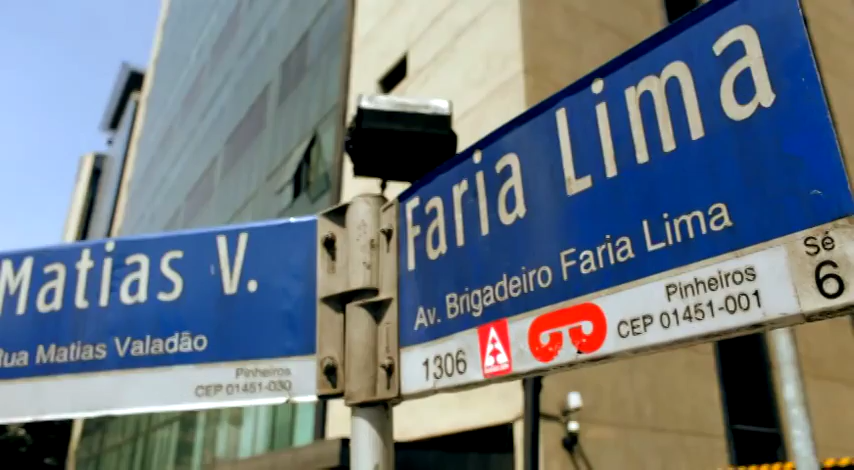 Matias V.
Rua Matias Valadão
Pinheiros
CEP 01451-030
Faria Lima
Av. Brigadeiro Faria Lima
Pinheiros
CEP 01451-001
1306
Sé
6